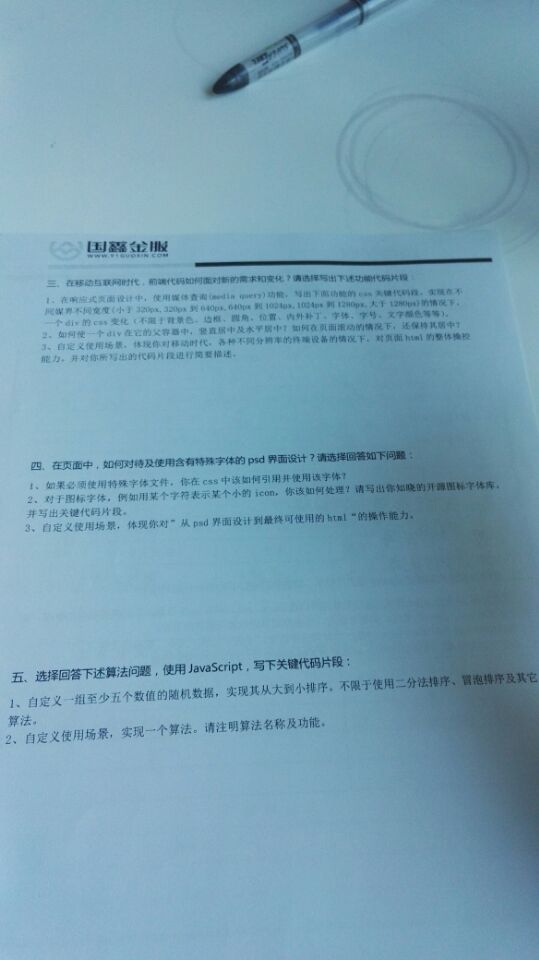 国鑫金服
WWW.91GUOXIN.COM
三、在移动互联网时代，前端代码如何面对新的需求和变化？请选择写出下述功能代码片段：
1、在响应式页面设计中，使用媒体查询(media query)功能，写出下面功能的 css 关键代码段，实现在不
同媒界不同宽度(小于 320px,320px 到 640px,640px 到 1024px,1024px 到 1280px,大于 1280px)的情况下，
一个 div 的 css 变化（不限于背景色、边框、圆角、位置、内外补丁、字体、字号、文字颜色等等）。
2、如何使一个 div 在它的父容器中，竖直居中及水平居中？如何在页面滚动的情况下，还保持其居中？
3、自定义使用场景，体现你对移动时代，各种不同分辨率的终端设备的情况下，对页面 html 的整体操控
能力，并对你所写出的代码片段进行简要描述。
四、在页面中，如何对待及使用含有特殊字体的 psd 界面设计？请选择回答如下问题：
1、如果必须使用特殊字体文件，你在 css 中该如何引用并使用该字体？
2、对于图标字体，例如用某个字符表示某个小的 icon，你该如何处理？请写出你知晓的开源图标字体库，
并写出关键代码片段。
3、自定义使用场景，体现你对”从 psd 界面设计到最终可使用的 html“的操作能力。
五、选择回答下述算法问题，使用 JavaScript，写下关键代码片段：
1、自定义一组至少五个数值的随机数据，实现其从大到小排序。不限于使用二分法排序、冒泡排序及其它
算法。
2、自定义使用场景，实现一个算法。请注明算法名称及功能。